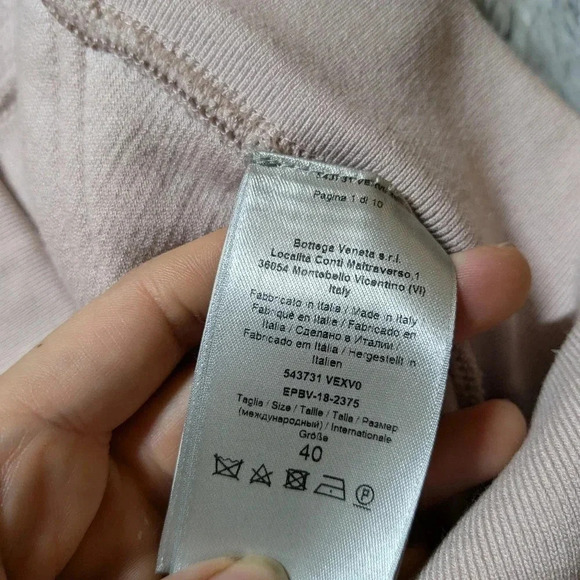 Pagina 1 di 10
Bottega Veneta s.r.l.
Località Conti Maltraverso,1
36054 Montebello Vicentino (VI)
Italy
Fabbricato in Italia / Made in Italy
Fabriqué en Italie / Fabricado en
Italia / Сделано в Италии /
Fabricado em Itália / Hergestellt in
Italien
543731 VEXV0
EPBV-18-2375
Taglia / Size / Taille / Talla / Размер
(международный) / Internationale
Größe
40
P